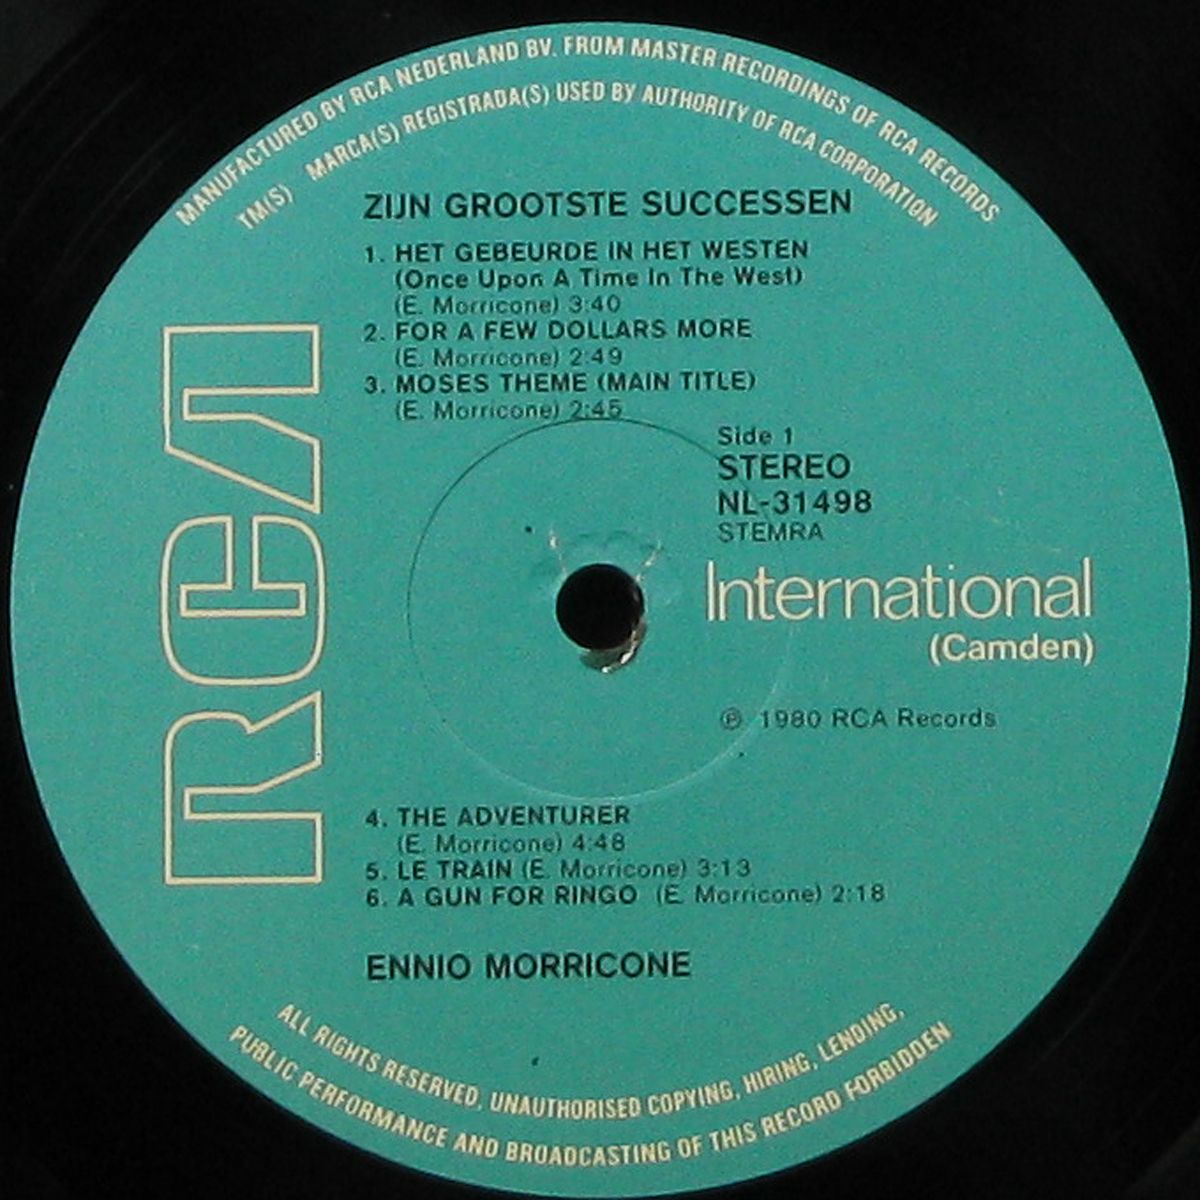 MANUFACTURED BY RCA NEDERLAND BV. FROM MASTER RECORDINGS OF RCA RECORDS
TM(S) MARCA(S) REGISTRADA(S) USED BY AUTHORITY OF RCA CORPORATION
ZIJN GROOTSTE SUCCESSEN
1. HET GEBEURDE IN HET WESTEN
(Once Upon A Time In The West)
(E. Morricone) 3:40
2. FOR A FEW DOLLARS MORE
(E. Morricone) 2:49
3. MOSES THEME (MAIN TITLE)
(E. Morricone) 2:45
Side 1
STEREO
NL-31498
STEMRA
RCA
International
(Camden)
℗ 1980 RCA Records
4. THE ADVENTURER
(E. Morricone) 4:48
5. LE TRAIN (E. Morricone) 3:13
6. A GUN FOR RINGO (E. Morricone) 2:18
ENNIO MORRICONE
ALL RIGHTS RESERVED, UNAUTHORISED COPYING, HIRING, LENDING,
PUBLIC PERFORMANCE AND BROADCASTING OF THIS RECORD FORBIDDEN